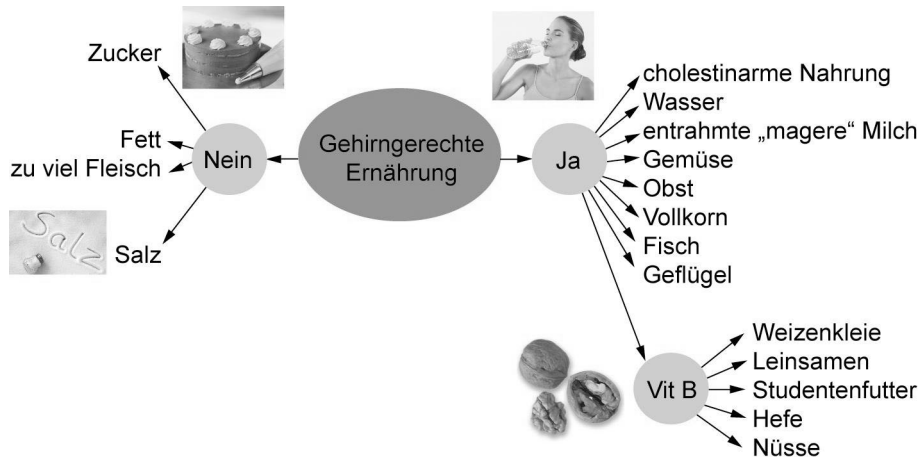 Zucker
Fett
zu viel Fleisch
Salz
Salz
Nein
Gehirngerechte
Ernährung
Ja
cholestinarme Nahrung
Wasser
entrahmte „magere“ Milch
Gemüse
Obst
Vollkorn
Fisch
Geflügel
Vit B
Weizenkleie
Leinsamen
Studentenfutter
Hefe
Nüsse